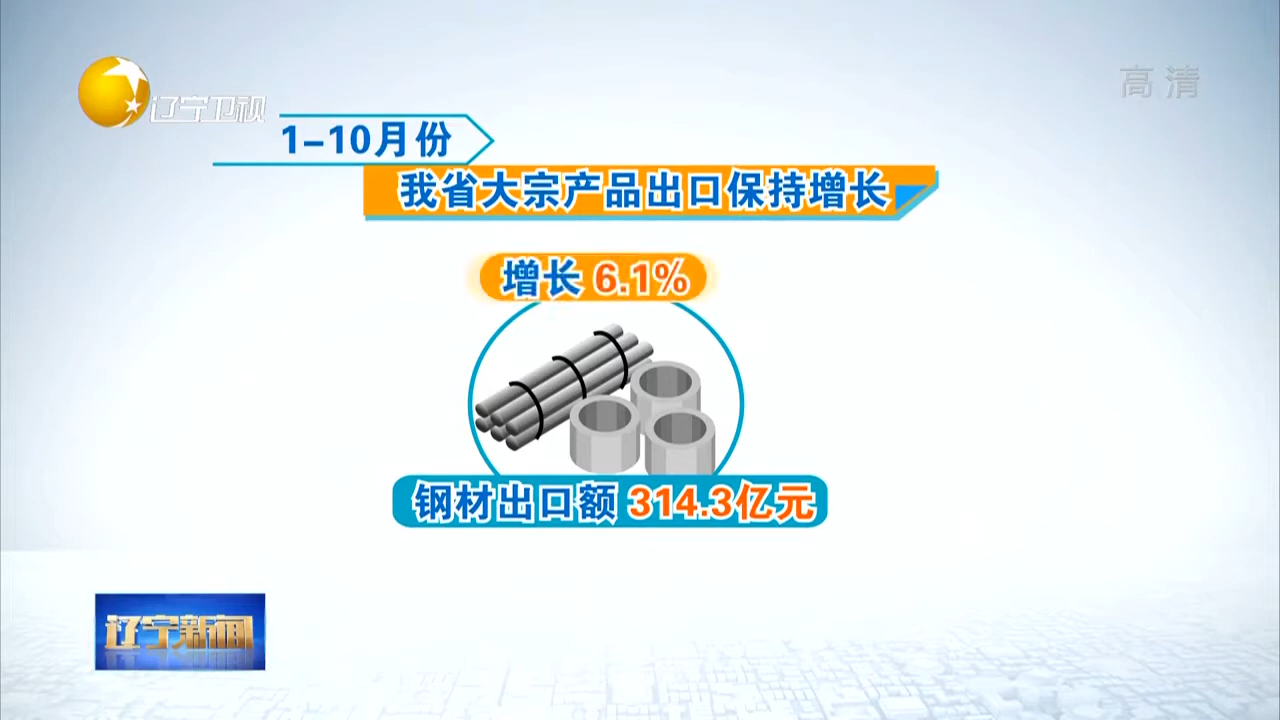 高清
辽宁卫视
1-10月份
我省大宗产品出口保持增长
增长 6.1%
钢材出口额 314.3亿元
辽宁新闻